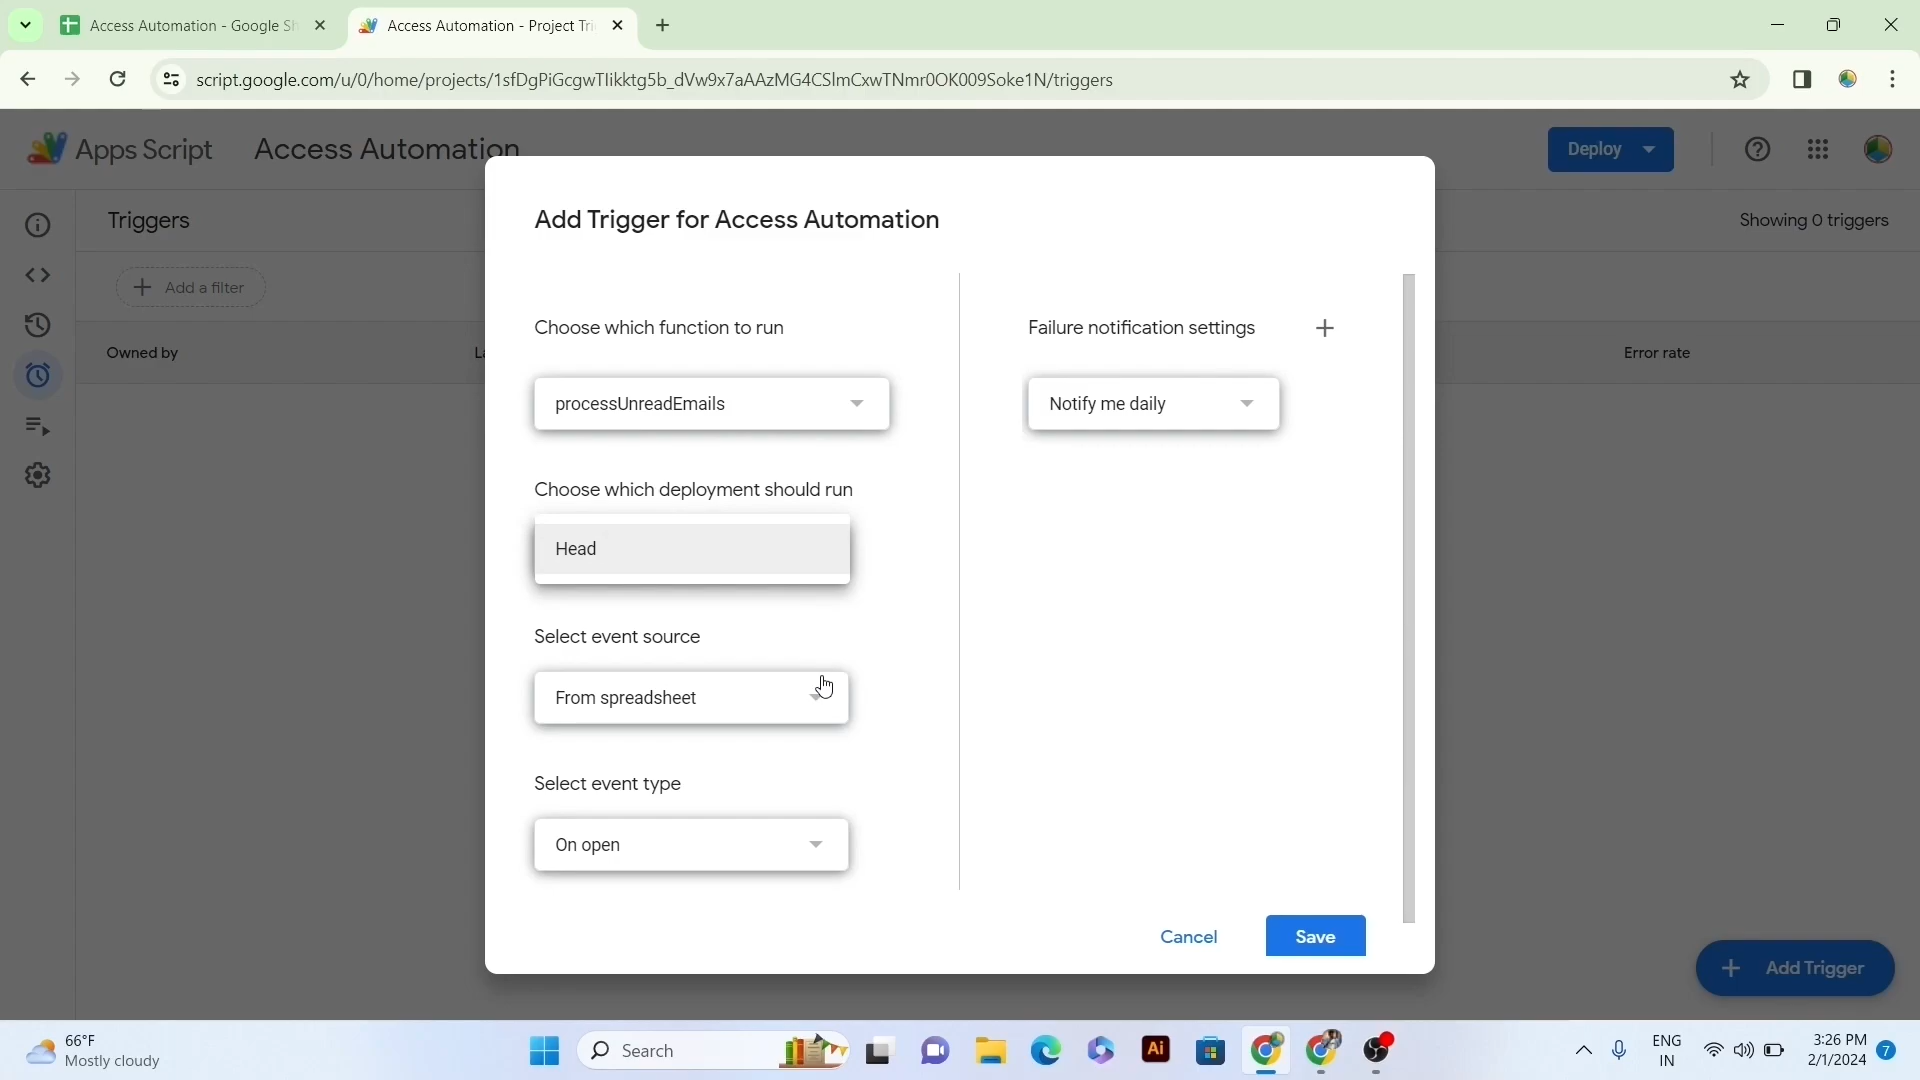 Access Automation - Google Sh
Access Automation - Project Tri
script.google.com/u/0/home/projects/1sfDgPiGcgwTlikktg5b_dVw9x7aAAzMG4CSlmCxwTNmr0OK009Soke1N/triggers
Apps Script
Access Automation
Deploy
Triggers
Showing 0 triggers
Add a filter
Owned by
La
Error rate
Add Trigger for Access Automation
Choose which function to run
processUnreadEmails
Choose which deployment should run
Head
Select event source
From spreadsheet
Select event type
On open
Failure notification settings
Notify me daily
Cancel
Save
Add Trigger
66°F
Mostly cloudy
Search
Ai
ENG
IN
3:26 PM
2/1/2024
7